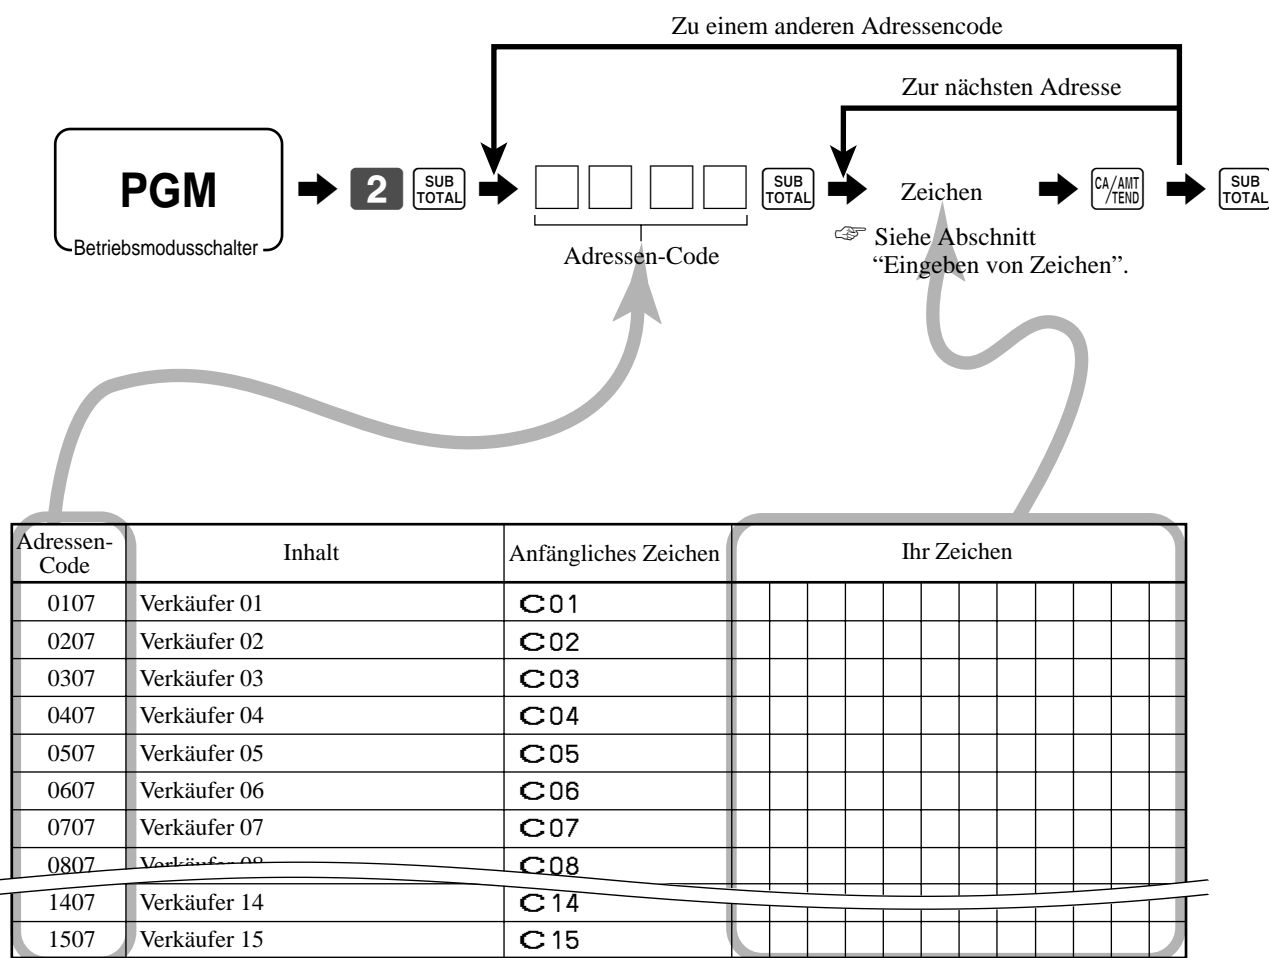 Zu einem anderen Adressencode
Zur nächsten Adresse
PGM
Betriebsmodusschalter
2
SUB TOTAL
SUB TOTAL
Zeichen
CA/AMT /TEND
SUB TOTAL
Adressen-Code
☞ Siehe Abschnitt
“Eingeben von Zeichen”.
Adressen-Code Inhalt Anfängliches Zeichen Ihr Zeichen
0107 Verkäufer 01 C01
0207 Verkäufer 02 C02
0307 Verkäufer 03 C03
0407 Verkäufer 04 C04
0507 Verkäufer 05 C05
0607 Verkäufer 06 C06
0707 Verkäufer 07 C07
0807 Verkäufer 08 C08
1407 Verkäufer 14 C14
1507 Verkäufer 15 C15